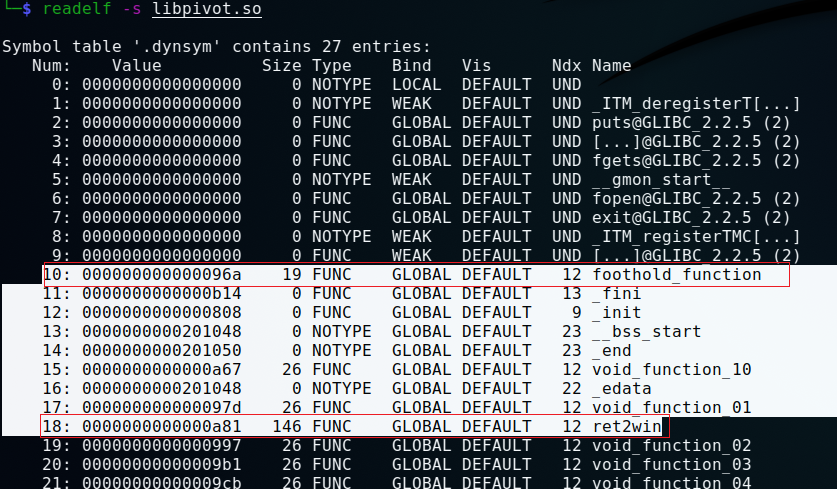 └─$ readelf -s libpivot.so
Symbol table '.dynsym' contains 27 entries:
Num: Value Size Type Bind Vis Ndx Name
0: 0000000000000000 0 NOTYPE LOCAL DEFAULT UND
1: 0000000000000000 0 NOTYPE WEAK DEFAULT UND _ITM_deregisterT[...]
2: 0000000000000000 0 FUNC GLOBAL DEFAULT UND puts@GLIBC_2.2.5 (2)
3: 0000000000000000 0 FUNC GLOBAL DEFAULT UND [...]@GLIBC_2.2.5 (2)
4: 0000000000000000 0 FUNC GLOBAL DEFAULT UND fgets@GLIBC_2.2.5 (2)
5: 0000000000000000 0 NOTYPE WEAK DEFAULT UND __gmon_start__
6: 0000000000000000 0 FUNC GLOBAL DEFAULT UND fopen@GLIBC_2.2.5 (2)
7: 0000000000000000 0 FUNC GLOBAL DEFAULT UND exit@GLIBC_2.2.5 (2)
8: 0000000000000000 0 NOTYPE WEAK DEFAULT UND _ITM_registerTMC[...]
9: 0000000000000000 0 FUNC WEAK DEFAULT UND [...]@GLIBC_2.2.5 (2)
10: 000000000000096a 19 FUNC GLOBAL DEFAULT 12 foothold_function
11: 0000000000000b14 0 FUNC GLOBAL DEFAULT 13 _fini
12: 0000000000000808 0 FUNC GLOBAL DEFAULT 9 _init
13: 0000000000201048 0 NOTYPE GLOBAL DEFAULT 23 __bss_start
14: 0000000000201050 0 NOTYPE GLOBAL DEFAULT 23 _end
15: 0000000000000a67 26 FUNC GLOBAL DEFAULT 12 void_function_10
16: 0000000000201048 0 NOTYPE GLOBAL DEFAULT 22 _edata
17: 000000000000097d 26 FUNC GLOBAL DEFAULT 12 void_function_01
18: 0000000000000a81 146 FUNC GLOBAL DEFAULT 12 ret2win
19: 0000000000000997 26 FUNC GLOBAL DEFAULT 12 void_function_02
20: 00000000000009b1 26 FUNC GLOBAL DEFAULT 12 void_function_03
21: 00000000000009cb 26 FUNC GLOBAL DEFAULT 12 void_function_04